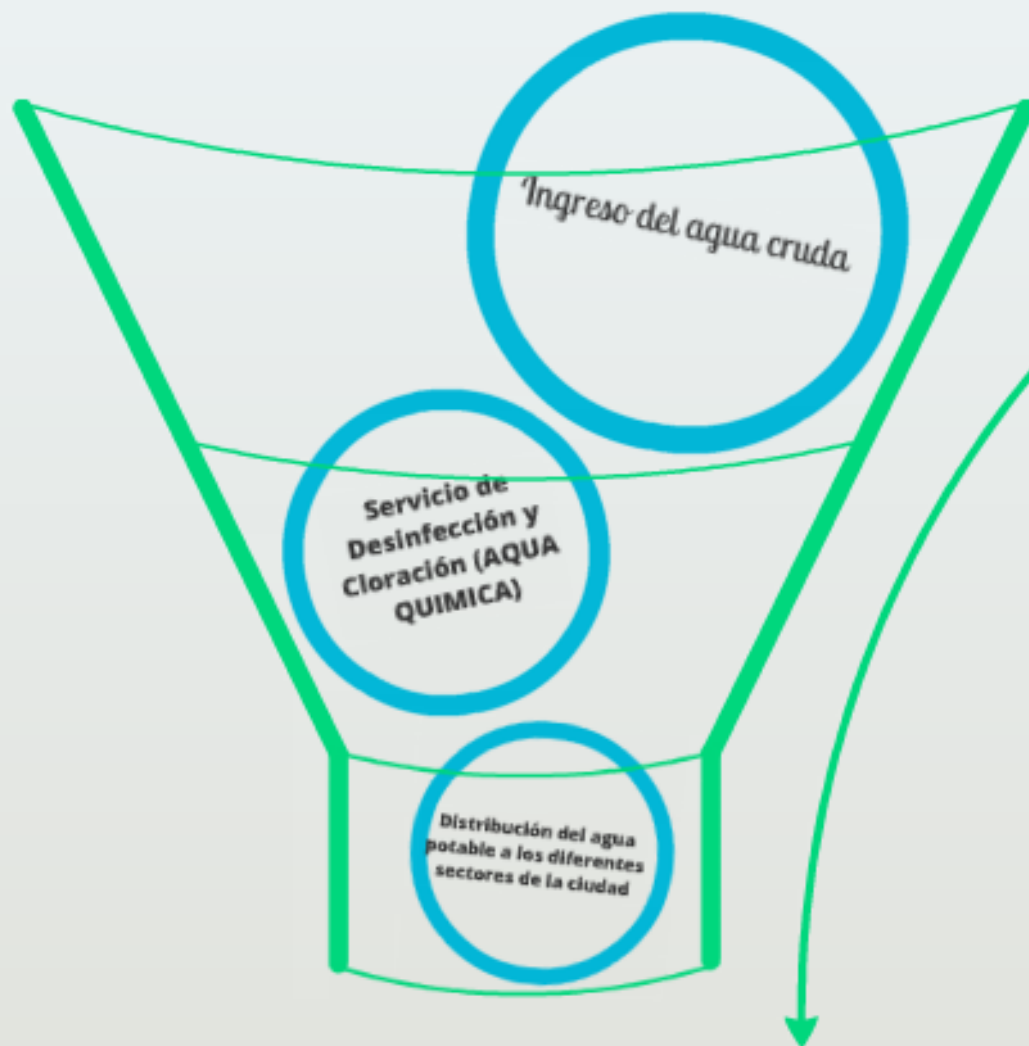 Ingreso del agua cruda
Servicio de
Desinfección y
Cloración (AQUA
QUIMICA)
Distribución del agua
potable a los diferentes
sectores de la ciudad